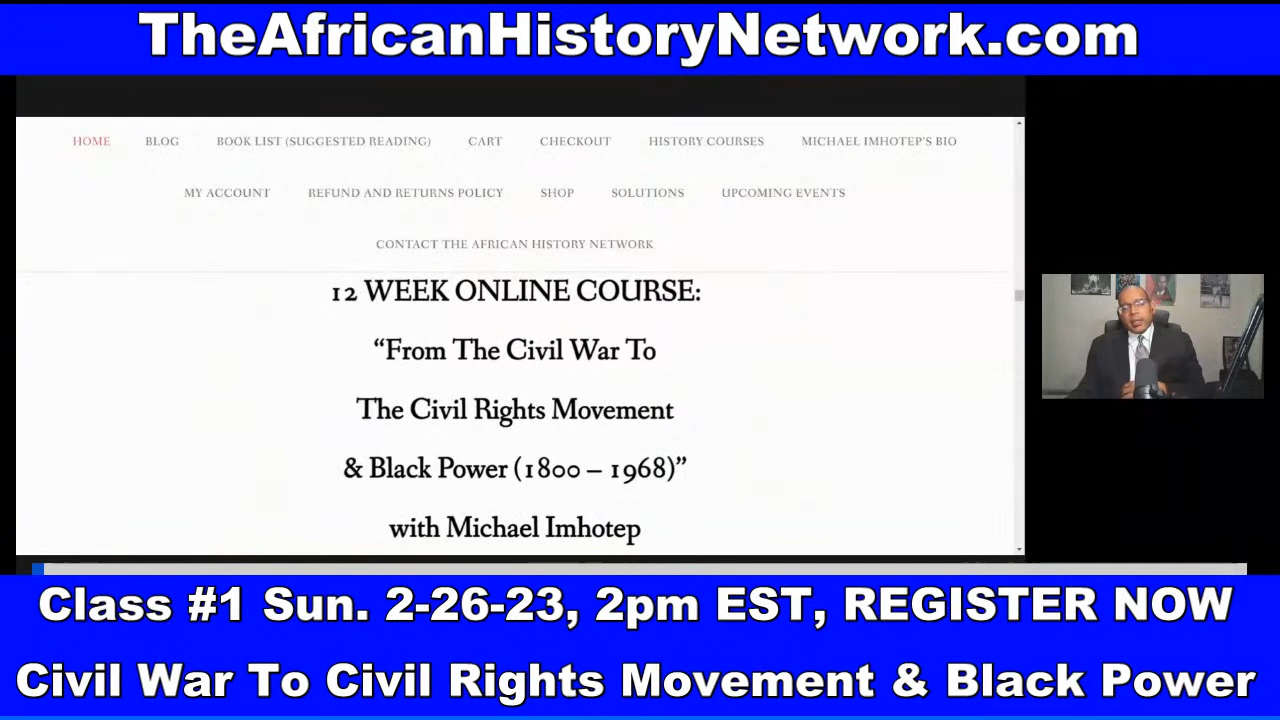 TheAfricanHistoryNetwork.com
HOME BLOG BOOK LIST (SUGGESTED READING) CART CHECKOUT HISTORY COURSES MICHAEL IMHOTEP'S BIO
MY ACCOUNT REFUND AND RETURNS POLICY SHOP SOLUTIONS UPCOMING EVENTS
CONTACT THE AFRICAN HISTORY NETWORK
12 WEEK ONLINE COURSE:
“From The Civil War To
The Civil Rights Movement
& Black Power (1800 – 1968)”
with Michael Imhotep
Class #1 Sun. 2-26-23, 2pm EST, REGISTER NOW
Civil War To Civil Rights Movement & Black Power